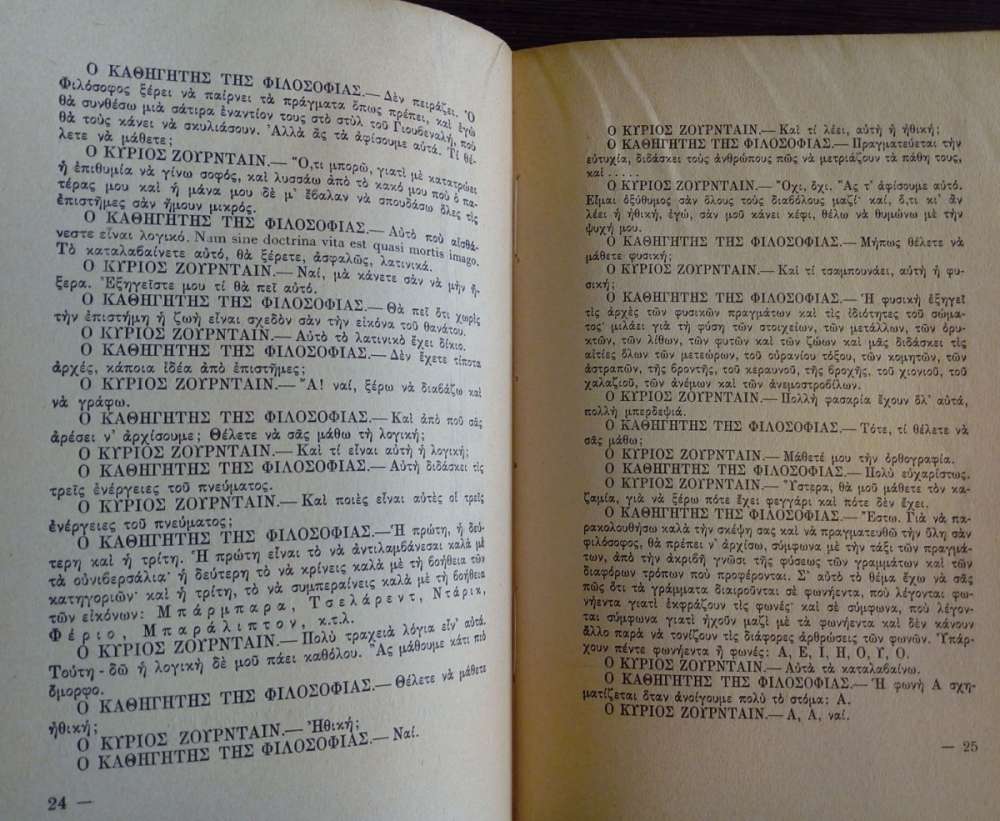 Ο ΚΑΘΗΓΗΤΗΣ ΤΗΣ ΦΙΛΟΣΟΦΙΑΣ.— Δὲν πειράζει. Ὁ
Φιλόσοφος ξέρει νὰ παίρνει τὰ πράγματα ὅπως πρέπει, καὶ ἐγὼ
θὰ συνθέσω μιὰ σάτιρα ἐναντίον τους στὸ στὺλ τοῦ Γιουβεναλῆ, ποὺ
θὰ τοὺς κάνει νὰ σκυλιάσουν. Ἀλλὰ ἂς τὰ ἀφίσουμε αὐτά. Τί θέ-
λετε νὰ μάθετε;
Ο ΚΥΡΙΟΣ ΖΟΥΡΝΤΑΙΝ.— Ὅ,τι μπορῶ, γιατὶ μὲ κατατρώει
ἡ ἐπιθυμία νὰ γίνω σοφός, καὶ λυσσάω ἀπὸ τὸ κακό μου ποὺ ὁ πα-
τέρας μου καὶ ἡ μάνα μου δὲ μ' ἔβαλαν νὰ σπουδάσω ὅλες τὶς
ἐπιστῆμες σὰν ἤμουν μικρός.
Ο ΚΑΘΗΓΗΤΗΣ ΤΗΣ ΦΙΛΟΣΟΦΙΑΣ.— Αὐτὸ ποὺ αἰσθά-
νεστε εἶναι λογικό. Nam sine doctrina vita est quasi mortis imago.
Τὸ καταλαβαίνετε αὐτό, θὰ ξέρετε, ἀσφαλῶς, λατινικά.
Ο ΚΥΡΙΟΣ ΖΟΥΡΝΤΑΙΝ.— Ναί, μὰ κάνετε σὰν νὰ μὴν ἤ-
ξερα. Ἐξηγεῖστε μου τί θὰ πεῖ αὐτό.
Ο ΚΑΘΗΓΗΤΗΣ ΤΗΣ ΦΙΛΟΣΟΦΙΑΣ.— Θὰ πεῖ ὅτι χωρὶς
τὴν ἐπιστήμη ἡ ζωὴ εἶναι σχεδὸν σὰν τὴν εἰκόνα τοῦ θανάτου.
Ο ΚΥΡΙΟΣ ΖΟΥΡΝΤΑΙΝ.— Αὐτὸ τὸ λατινικὸ ἔχει δίκιο.
Ο ΚΑΘΗΓΗΤΗΣ ΤΗΣ ΦΙΛΟΣΟΦΙΑΣ.— Δὲν ἔχετε τίποτα
ἀρχές, κάποια ἰδέα ἀπὸ ἐπιστῆμες;
Ο ΚΥΡΙΟΣ ΖΟΥΡΝΤΑΙΝ.— Ἄ! ναί, ξέρω νὰ διαβάζω καὶ
νὰ γράφω.
Ο ΚΑΘΗΓΗΤΗΣ ΤΗΣ ΦΙΛΟΣΟΦΙΑΣ.— Καὶ ἀπὸ ποῦ σᾶς
ἀρέσει ν' ἀρχίσουμε; Θέλετε νὰ σᾶς μάθω τὴ λογική;
Ο ΚΥΡΙΟΣ ΖΟΥΡΝΤΑΙΝ.— Καὶ τί εἶναι αὐτὴ ἡ λογική;
Ο ΚΑΘΗΓΗΤΗΣ ΤΗΣ ΦΙΛΟΣΟΦΙΑΣ.— Αὐτὴ διδάσκει τὶς
τρεῖς ἐνέργειες τοῦ πνεύματος.
Ο ΚΥΡΙΟΣ ΖΟΥΡΝΤΑΙΝ.— Καὶ ποιὲς εἶναι αὐτὲς οἱ τρεῖς
ἐνέργειες τοῦ πνεύματος;
Ο ΚΑΘΗΓΗΤΗΣ ΤΗΣ ΦΙΛΟΣΟΦΙΑΣ.—Ἡ πρώτη, ἡ δεύ-
τερη καὶ ἡ τρίτη. Ἡ πρώτη εἶναι τὸ νὰ ἀντιλαμβάνεσαι καλὰ μὲ
τὰ οὐνιβερσάλια· ἡ δεύτερη τὸ νὰ κρίνεις καλὰ μὲ τὴ βοήθεια τῶν
κατηγοριῶν· καὶ ἡ τρίτη, τὸ νὰ συμπεραίνεις καλὰ μὲ τὴ βοήθεια
τῶν εἰκόνων: Μπάρμπαρα, Τσελάρεντ, Ντάριι,
Φέριο, Μπαράλιπτον, κ.τ.λ.
Ο ΚΥΡΙΟΣ ΖΟΥΡΝΤΑΙΝ.— Πολὺ τραχειὰ λόγια εἶν' αὐτά.
Τούτη - δῶ ἡ λογικὴ δὲ μοῦ πάει καθόλου. Ἂς μάθουμε κάτι πιὸ
ὄμορφο.
Ο ΚΑΘΗΓΗΤΗΣ ΤΗΣ ΦΙΛΟΣΟΦΙΑΣ.— Θέλετε νὰ μάθετε
ἠθική;
Ο ΚΥΡΙΟΣ ΖΟΥΡΝΤΑΙΝ.— Ἠθική;
Ο ΚΑΘΗΓΗΤΗΣ ΤΗΣ ΦΙΛΟΣΟΦΙΑΣ.— Ναί.
24 —
Ο ΚΥΡΙΟΣ ΖΟΥΡΝΤΑΙΝ.— Καὶ τί λέει, αὐτὴ ἡ ἠθική;
Ο ΚΑΘΗΓΗΤΗΣ ΤΗΣ ΦΙΛΟΣΟΦΙΑΣ.— Πραγματεύεται τὴν
εὐτυχία, διδάσκει τοὺς ἀνθρώπους πῶς νὰ μετριάζουν τὰ πάθη τους,
καὶ.....
Ο ΚΥΡΙΟΣ ΖΟΥΡΝΤΑΙΝ.— Ὄχι, ὄχι. Ἂς τ' ἀφίσουμε αὐτό.
Εἶμαι ὀξύθυμος σὰν ὅλους τοὺς διαβόλους μαζί· καί, ὅ,τι κι' ἂν
λέει ἡ ἠθική, ἐγώ, σὰν μοῦ κάνει κέφι, θέλω νὰ θυμώνω μὲ τὴν
ψυχή μου.
Ο ΚΑΘΗΓΗΤΗΣ ΤΗΣ ΦΙΛΟΣΟΦΙΑΣ.— Μήπως θέλετε νὰ
μάθετε φυσική;
Ο ΚΥΡΙΟΣ ΖΟΥΡΝΤΑΙΝ.— Καὶ τί τσαμπουνάει, αὐτὴ ἡ φυ-
σική;
Ο ΚΑΘΗΓΗΤΗΣ ΤΗΣ ΦΙΛΟΣΟΦΙΑΣ.— Ἡ φυσικὴ ἐξηγεῖ
τὶς ἀρχὲς τῶν φυσικῶν πραγμάτων καὶ τὶς ἰδιότητες τοῦ σώμα-
τος· μιλάει γιὰ τὴ φύση τῶν στοιχείων, τῶν μετάλλων, τῶν ὀρυ-
κτῶν, τῶν λίθων, τῶν φυτῶν καὶ τῶν ζώων καὶ μᾶς διδάσκει τὶς
αἰτίες ὅλων τῶν μετεώρων, τοῦ οὐρανίου τόξου, τῶν κομητῶν, τῶν
ἀστραπῶν, τῆς βροντῆς, τοῦ κεραυνοῦ, τῆς βροχῆς, τοῦ χιονιοῦ, τοῦ
χαλαζιοῦ, τῶν ἀνέμων καὶ τῶν ἀνεμοστροβίλων.
Ο ΚΥΡΙΟΣ ΖΟΥΡΝΤΑΙΝ.— Πολλὴ φασαρία ἔχουν ὅλ' αὐτά,
πολλὴ μπερδεψιά.
Ο ΚΑΘΗΓΗΤΗΣ ΤΗΣ ΦΙΛΟΣΟΦΙΑΣ.— Τότε, τί θέλετε νὰ
σᾶς μάθω;
Ο ΚΥΡΙΟΣ ΖΟΥΡΝΤΑΙΝ.— Μάθετέ μου τὴν ὀρθογραφία.
Ο ΚΑΘΗΓΗΤΗΣ ΤΗΣ ΦΙΛΟΣΟΦΙΑΣ.— Πολὺ εὐχαρίστως.
Ο ΚΥΡΙΟΣ ΖΟΥΡΝΤΑΙΝ.— Ὕστερα, θὰ μοῦ μάθετε τὸν κα-
ζαμία, γιὰ νὰ ξέρω πότε ἔχει φεγγάρι καὶ πότε δὲν ἔχει.
Ο ΚΑΘΗΓΗΤΗΣ ΤΗΣ ΦΙΛΟΣΟΦΙΑΣ.— Ἔστω. Γιὰ νὰ πα-
ρακολουθήσω καλὰ τὴν σκέψη σας καὶ νὰ πραγματευθῶ τὴν ὅλη σὰν
φιλόσοφος, θὰ πρέπει ν' ἀρχίσω, σύμφωνα μὲ τὴν τάξι τῶν πραγμά-
των, ἀπὸ τὴν ἀκριβῆ γνῶσι τῆς φύσεως τῶν γραμμάτων καὶ τῶν
διαφόρων τρόπων ποὺ προφέρονται. Σ' αὐτὸ τὸ θέμα ἔχω νὰ σᾶς
πῶς ὅτι τὰ γράμματα διαιροῦνται σὲ φωνήεντα, ποὺ λέγονται φω-
νήεντα γιατὶ ἐκφράζουν τὶς φωνές· καὶ σὲ σύμφωνα, ποὺ λέγον-
ται σύμφωνα γιατὶ ἠχοῦν μαζὶ μὲ τὰ φωνήεντα καὶ δὲν κάνουν
ἄλλο παρὰ νὰ τονίζουν τὶς διάφορες ἀρθρώσεις τῶν φωνῶν. Ὑπάρ-
χουν πέντε φωνήεντα ἢ φωνές: Α, Ε, Ι, Η, Ο, Υ, Ο.
Ο ΚΥΡΙΟΣ ΖΟΥΡΝΤΑΙΝ.— Αὐτὰ τὰ καταλαβαίνω.
Ο ΚΑΘΗΓΗΤΗΣ ΤΗΣ ΦΙΛΟΣΟΦΙΑΣ.— Ἡ φωνὴ Α σχη-
ματίζεται ὅταν ἀνοίγουμε πολὺ τὸ στόμα: Α.
Ο ΚΥΡΙΟΣ ΖΟΥΡΝΤΑΙΝ.— Α, Α, ναί.
— 25